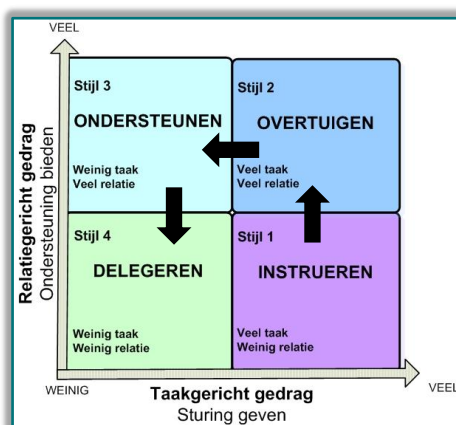 VEEL
Stijl 3
ONDERSTEUNEN
Weinig taak
Veel relatie
Stijl 2
OVERTUIGEN
Veel taak
Veel relatie
Stijl 4
DELEGEREN
Weinig taak
Weinig relatie
Stijl 1
INSTRUEREN
Veel taak
Weinig relatie
Relatiegericht gedrag
Ondersteuning bieden
WEINIG
VEEL
Taakgericht gedrag
Sturing geven